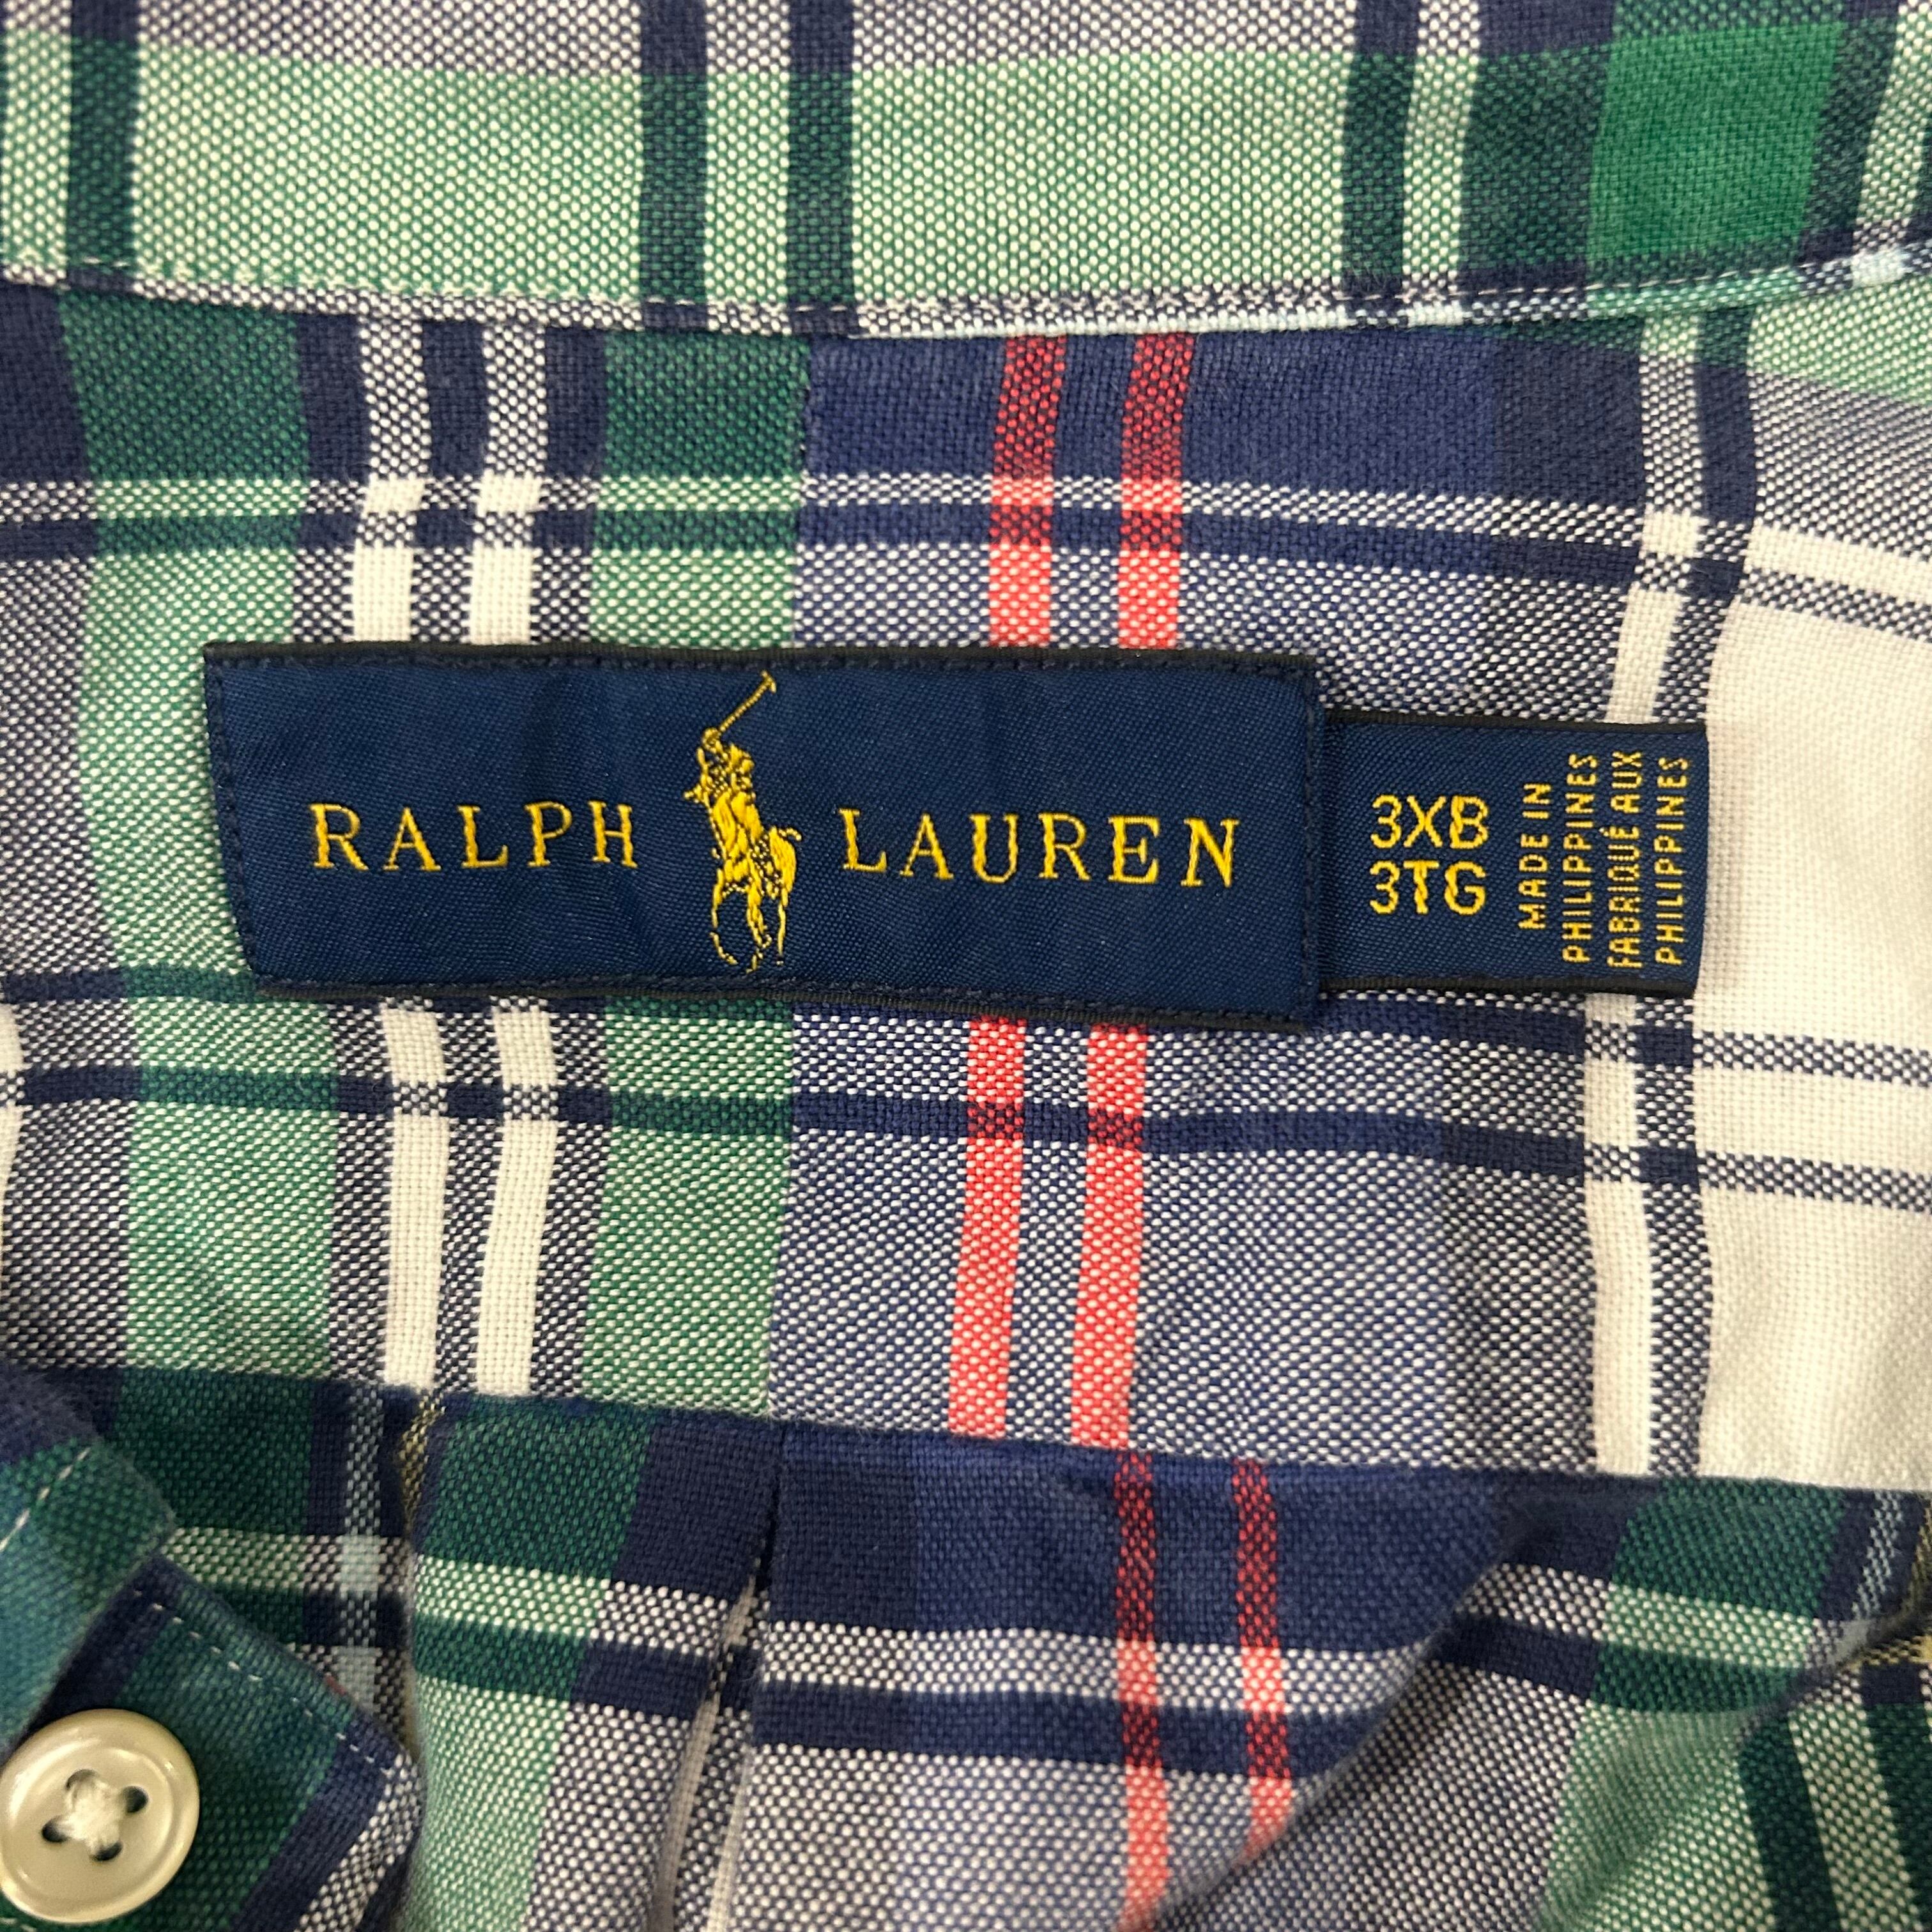 RALPH LAUREN
3XB
3TG
MADE IN
PHILIPPINES
FABRIQUÉ AUX
PHILIPPINES